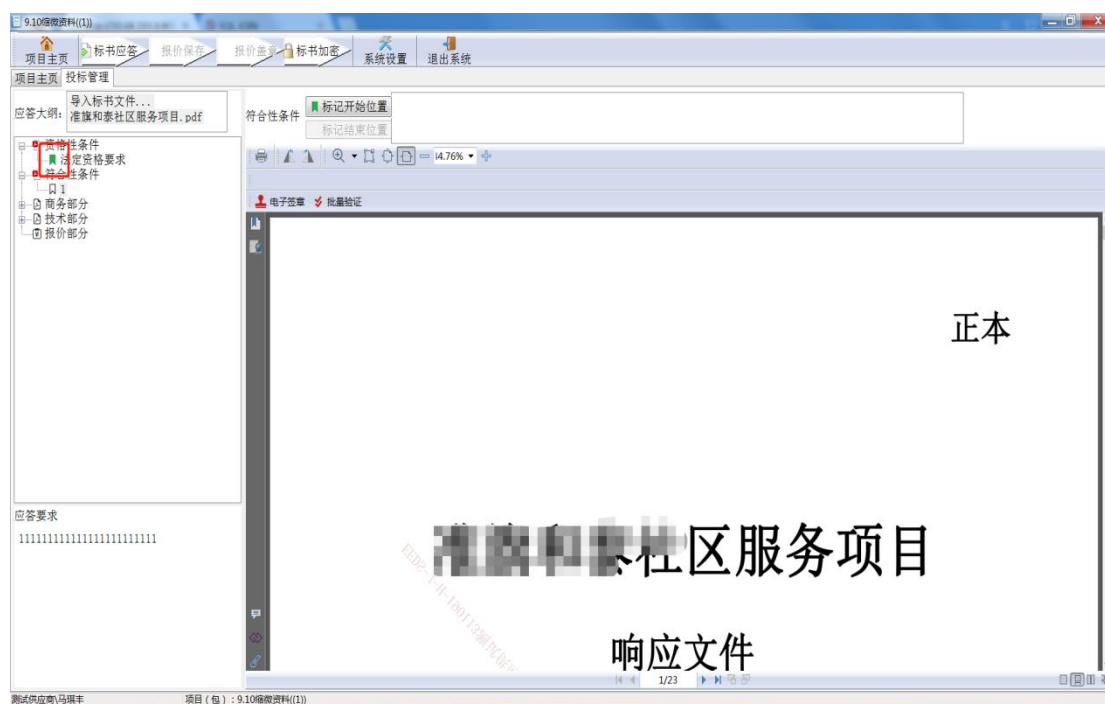 9.10缩微资料((1))
项目主页 标书应答 报价保存 报价盖章 标书加密 系统设置 退出系统
项目主页 投标管理
应答大纲:
导入标书文件...
准旗和泰社区服务项目.pdf
符合性条件
标记开始位置
标记结束位置
资格性条件
法定资格要求
符合性条件
1
商务部分
技术部分
报价部分
14.76%
电子签章 批量验证
正本
区服务项目
响应文件
应答要求
11111111111111111111111
1/23
测试供应商\马琪丰 项目(包):9.10缩微资料((1))